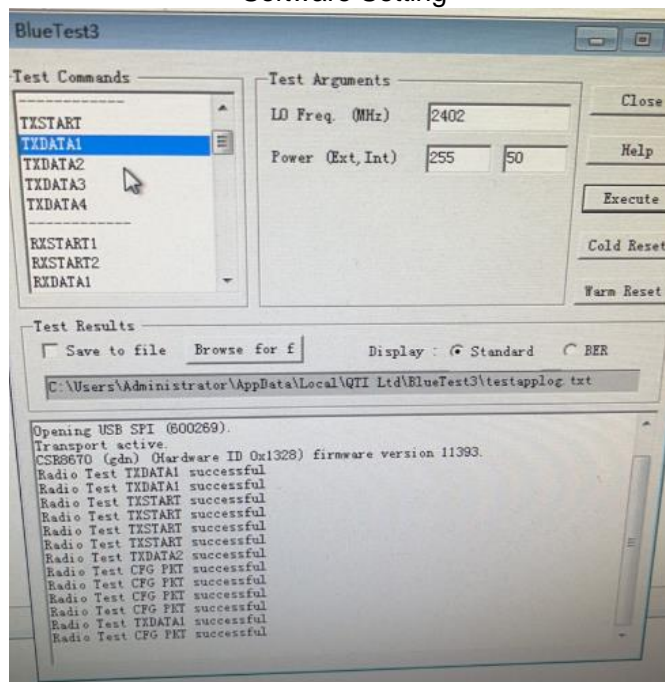 Software Setting
BlueTest3
Test Commands
Test Arguments
------------
TXSTART
TXDATA1
TXDATA2
TXDATA3
TXDATA4
------------
RXSTART1
RXSTART2
RXDATA1
LO Freq. (MHz) 2402
Power (Ext, Int) 255 50
Close
Help
Execute
Cold Reset
Warm Reset
Test Results
Save to file Browse for f Display : Standard BER
C:\Users\Administrator\AppData\Local\QTI Ltd\BlueTest3\testapplog.txt
Opening USB SPI (600269).
Transport active.
CSR8670 (gdn) (Hardware ID 0x1328) firmware version 11393.
Radio Test TXDATA1 successful
Radio Test TXDATA1 successful
Radio Test TXSTART successful
Radio Test TXSTART successful
Radio Test TXSTART successful
Radio Test TXSTART successful
Radio Test TXDATA2 successful
Radio Test CFG PKT successful
Radio Test CFG PKT successful
Radio Test CFG PKT successful
Radio Test CFG PKT successful
Radio Test TXDATA1 successful
Radio Test CFG PKT successful